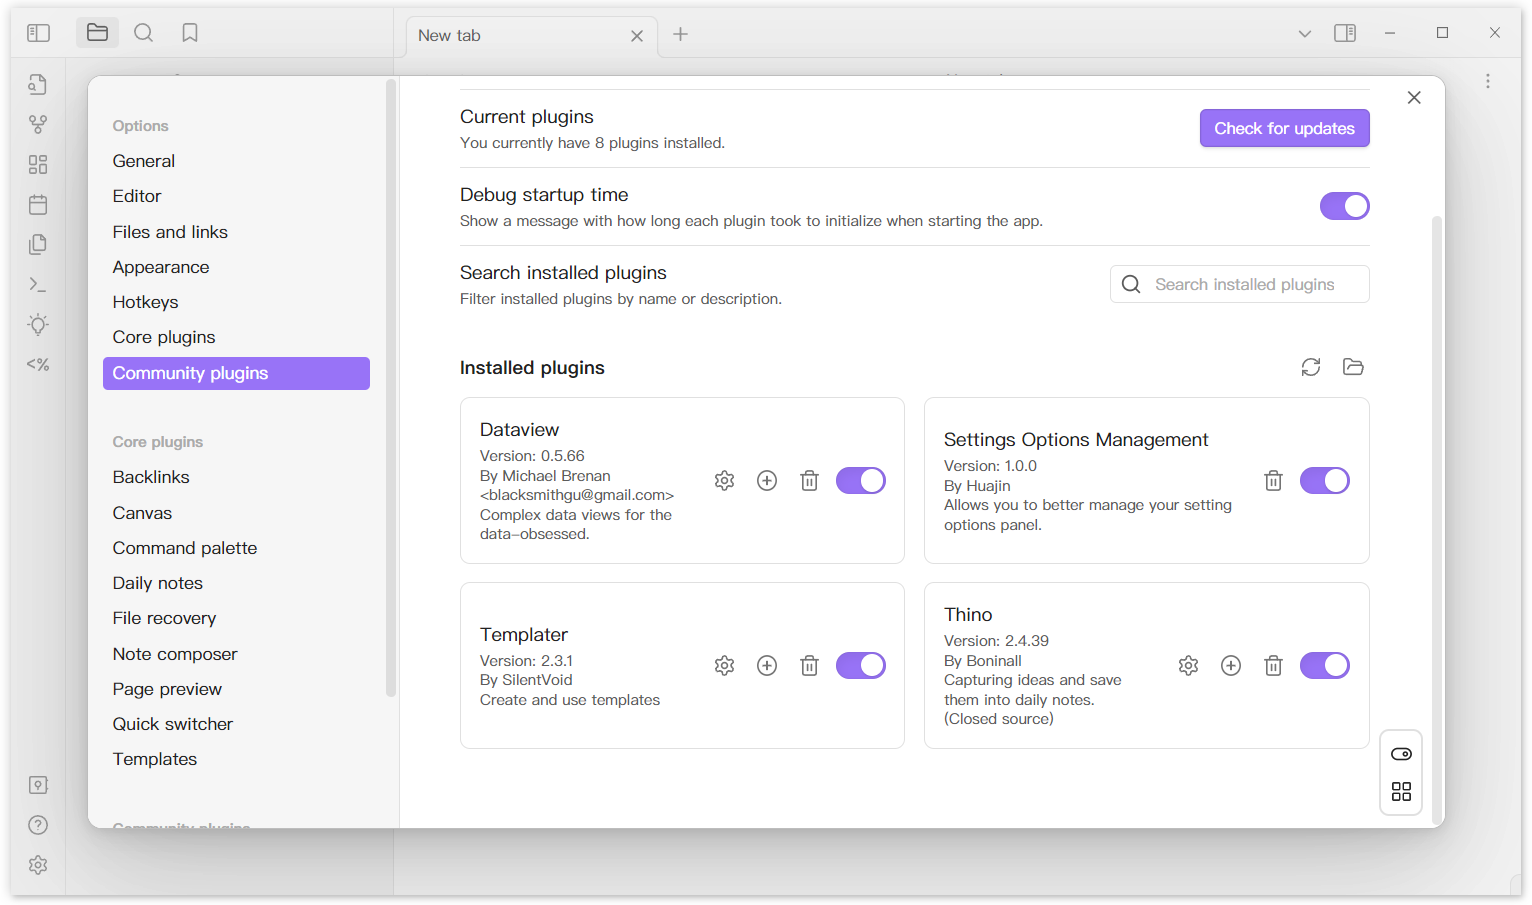 New tab
Options
General
Editor
Files and links
Appearance
Hotkeys
Core plugins
Community plugins
Core plugins
Backlinks
Canvas
Command palette
Daily notes
File recovery
Note composer
Page preview
Quick switcher
Templates
Community plugins
Current plugins
You currently have 8 plugins installed.
Check for updates
Debug startup time
Show a message with how long each plugin took to initialize when starting the app.
Search installed plugins
Filter installed plugins by name or description.
Search installed plugins
Installed plugins
Dataview
Version: 0.5.66
By Michael Brenan
<blacksmithgu@gmail.com>
Complex data views for the
data-obsessed.
Settings Options Management
Version: 1.0.0
By Huajin
Allows you to better manage your setting
options panel.
Templater
Version: 2.3.1
By SilentVoid
Create and use templates
Thino
Version: 2.4.39
By Boninall
Capturing ideas and save
them into daily notes.
(Closed source)